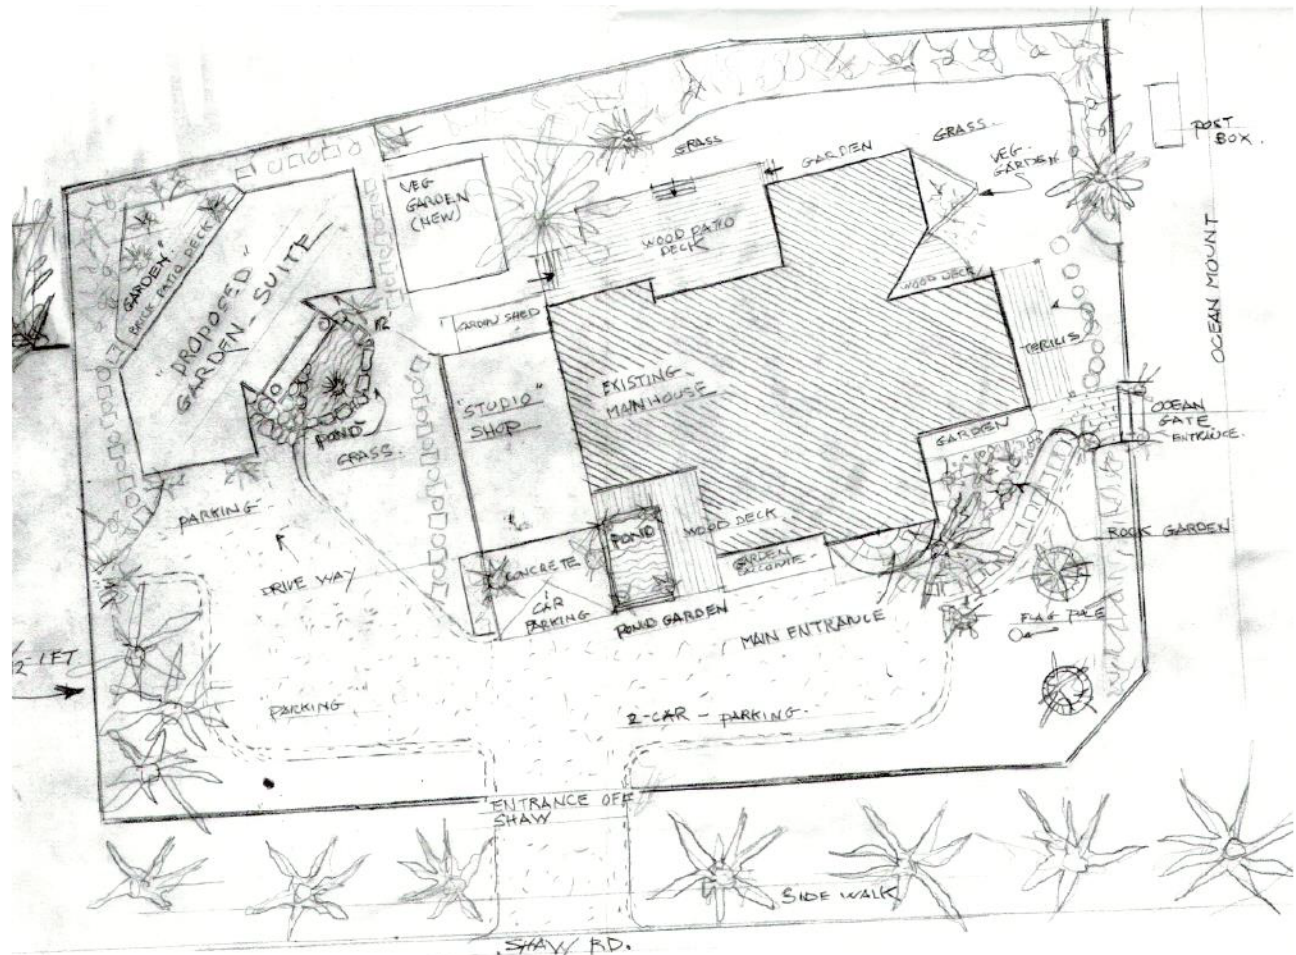 POST
BOX.
GRASS
GARDEN
GRASS.
VEG.
GARDEN
VEG
GARDEN
(NEW)
WOOD PATIO
DECK
OCEAN MOUNT
"GARDEN"
BRICK PATIO DECK
"PROPOSED"
GARDEN - SUITE
WOOD DECK
GARDEN SHED
12'
"STUDIO"
SHOP
EXISTING
MAINHOUSE
OCEAN
GATE
ENTRANCE.
GARDEN
POND
GRASS.
PARKING
WOOD DECK
POND
ROCK GARDEN
DRIVE WAY
CONCRETE
CAR
PARKING
GARDEN
POND GARDEN
MAIN ENTRANCE
FLAG POLE
PARKING
2-CAR - PARKING.
ENTRANCE OFF
SHAW
SIDE WALK
SHAW RD.